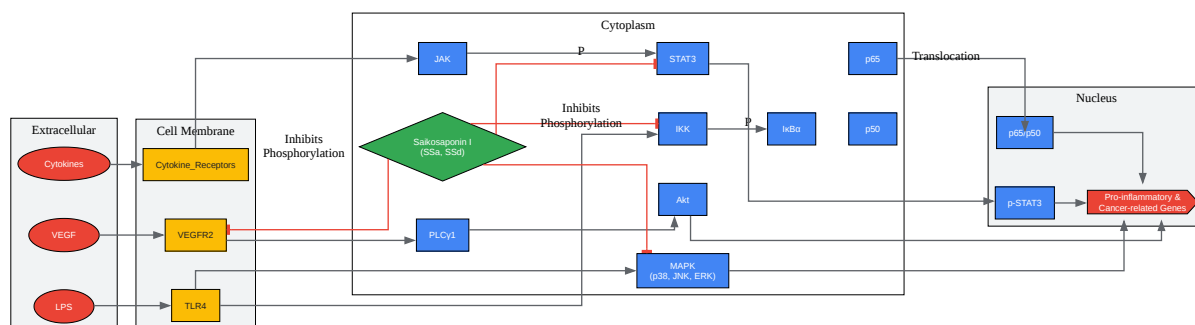 Extracellular
Cytokines
VEGF
LPS
Cell Membrane
Cytokine_Receptors
VEGFR2
TLR4
Inhibits
Phosphorylation
Cytoplasm
JAK
P
STAT3
p65
Saikosaponin I
(SSa, SSd)
Inhibits
Phosphorylation
IKK
P
IκBα
p50
Akt
PLCγ1
MAPK
(p38, JNK, ERK)
Translocation
Nucleus
p65/p50
p-STAT3
Pro-inflammatory &
Cancer-related Genes